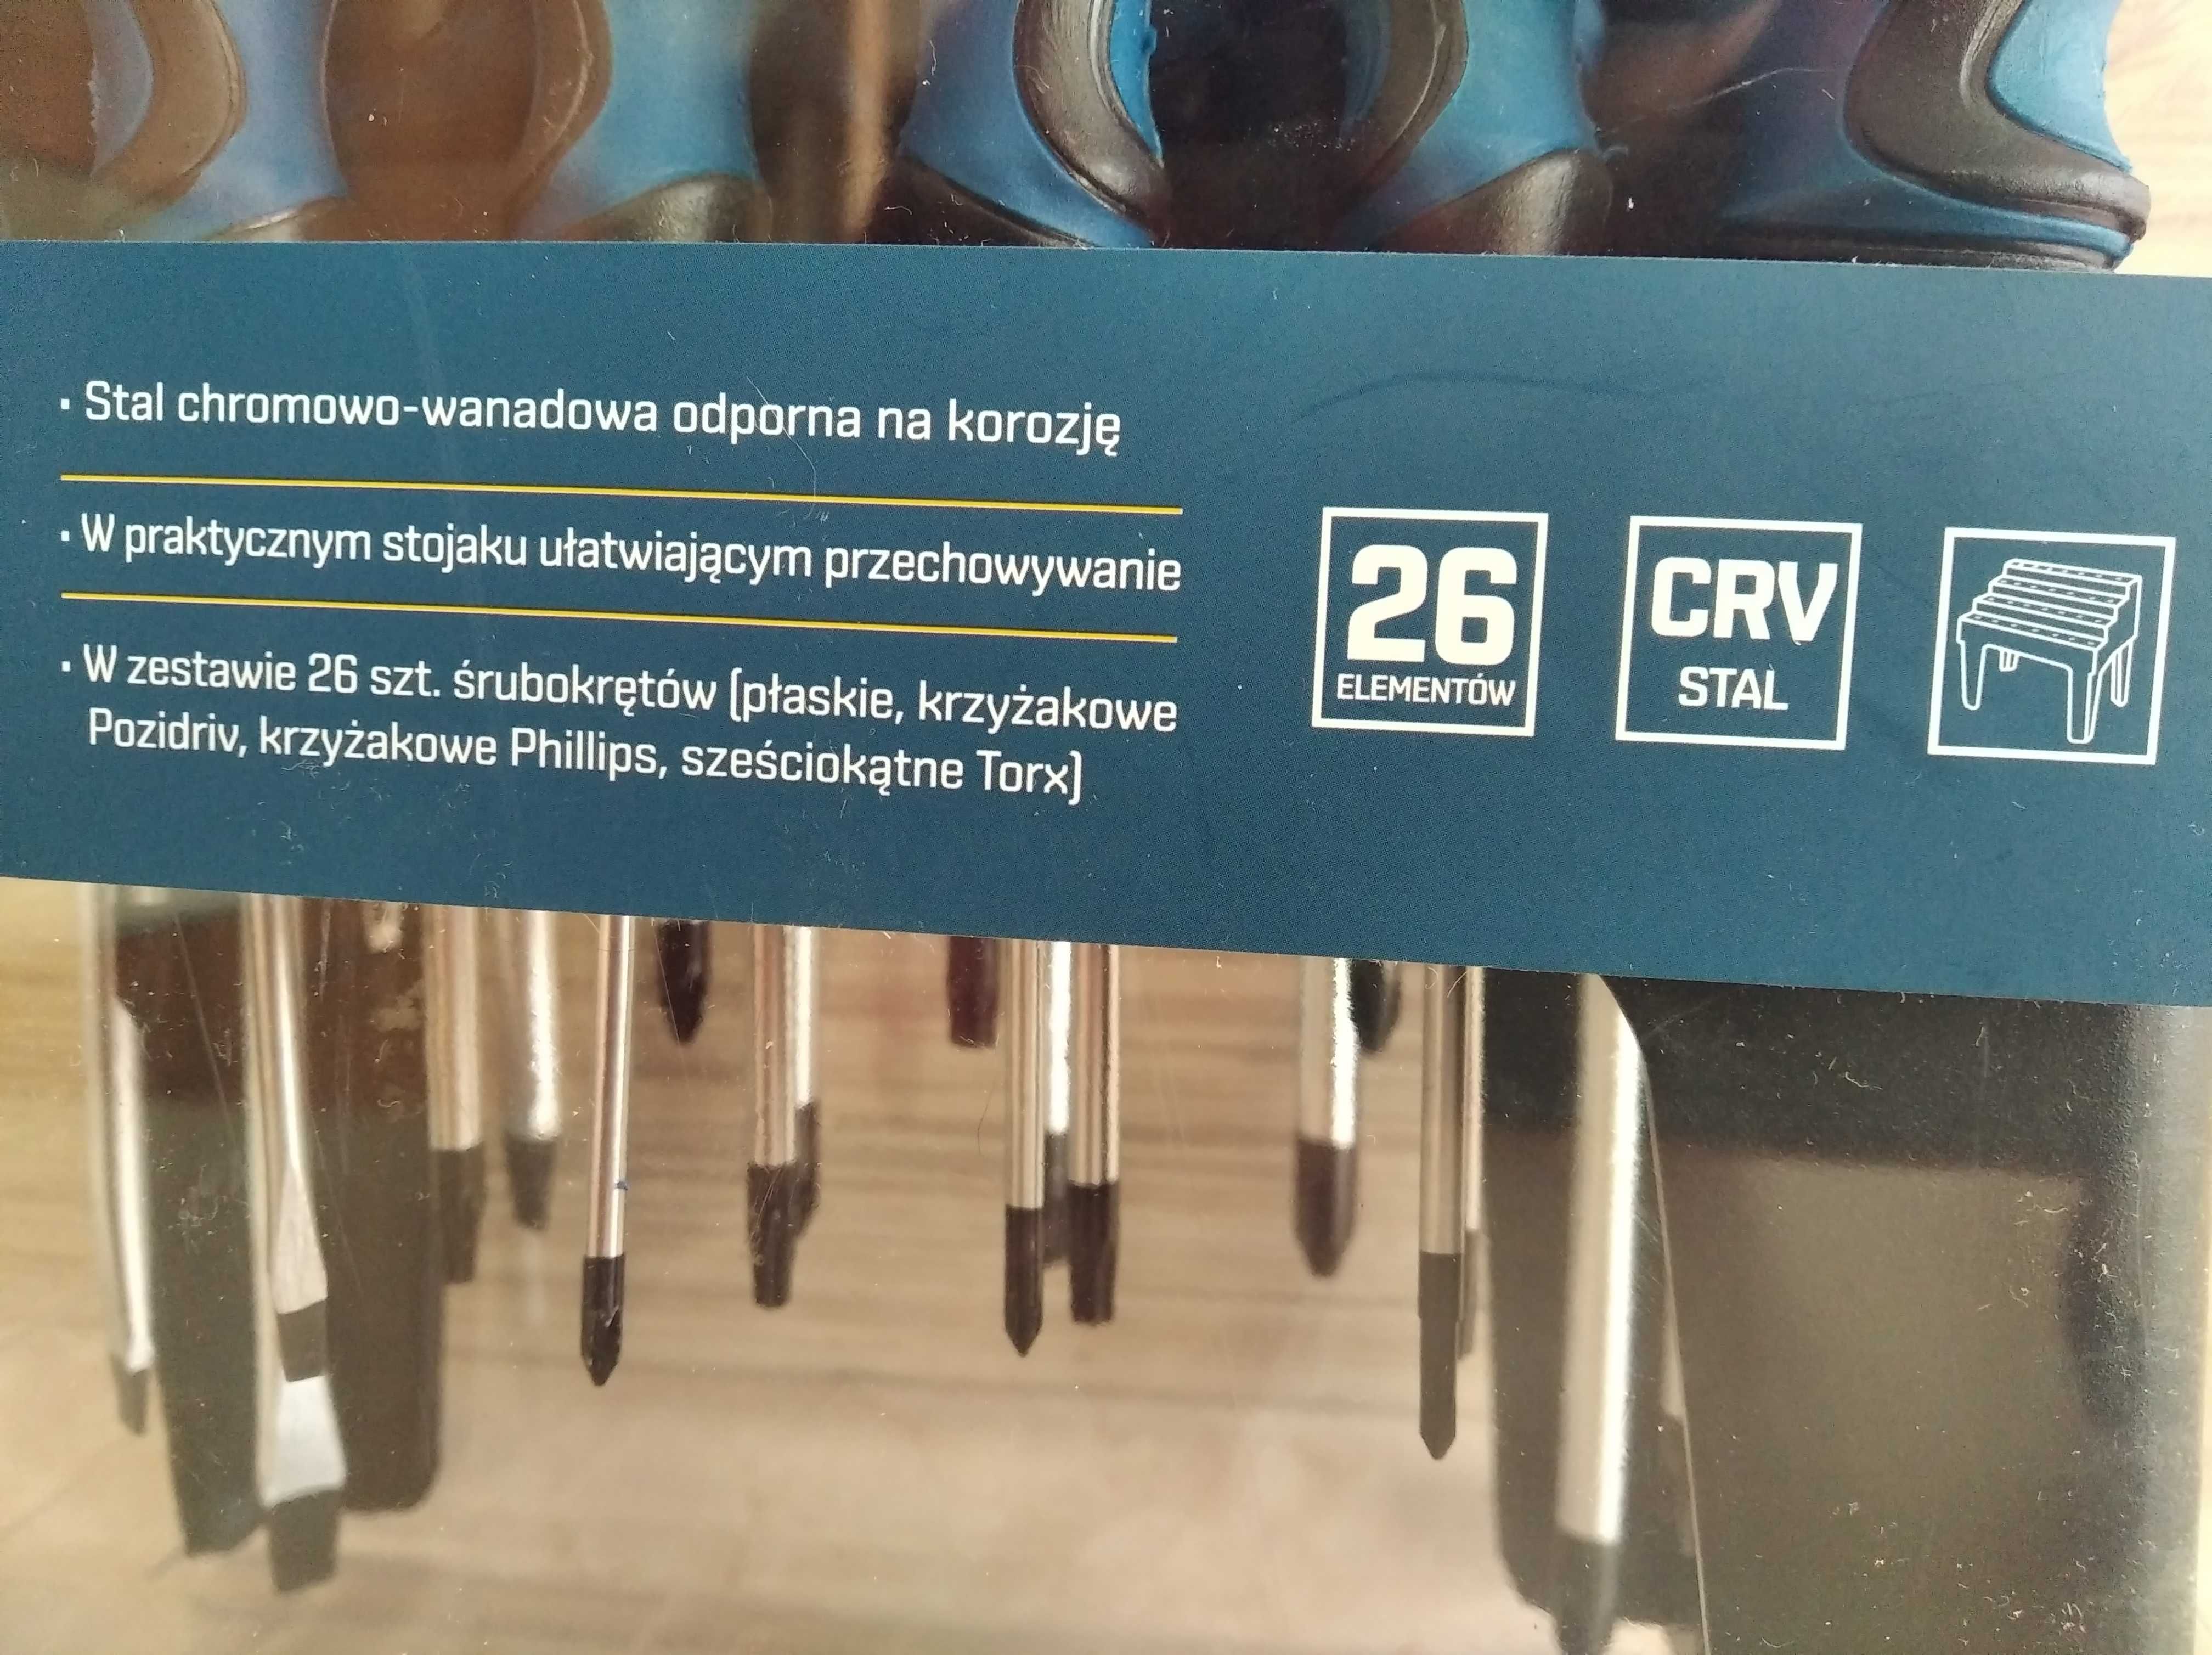 · Stal chromowo-wanadowa odporna na korozję
· W praktycznym stojaku ułatwiającym przechowywanie
· W zestawie 26 szt. śrubokrętów (płaskie, krzyżakowe
Pozidriv, krzyżakowe Phillips, sześciokątne Torx)
26
ELEMENTÓW
CRV
STAL